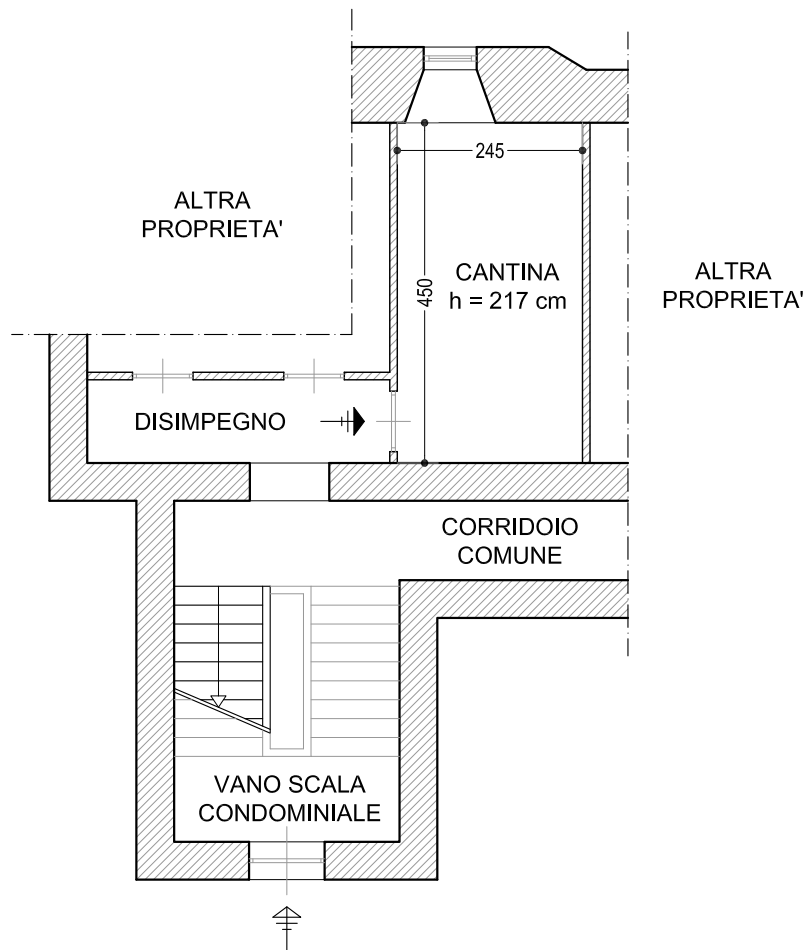 245
ALTRA
PROPRIETA'
450
CANTINA
h = 217 cm
ALTRA
PROPRIETA'
DISIMPEGNO
CORRIDOIO
COMUNE
VANO SCALA
CONDOMINIALE